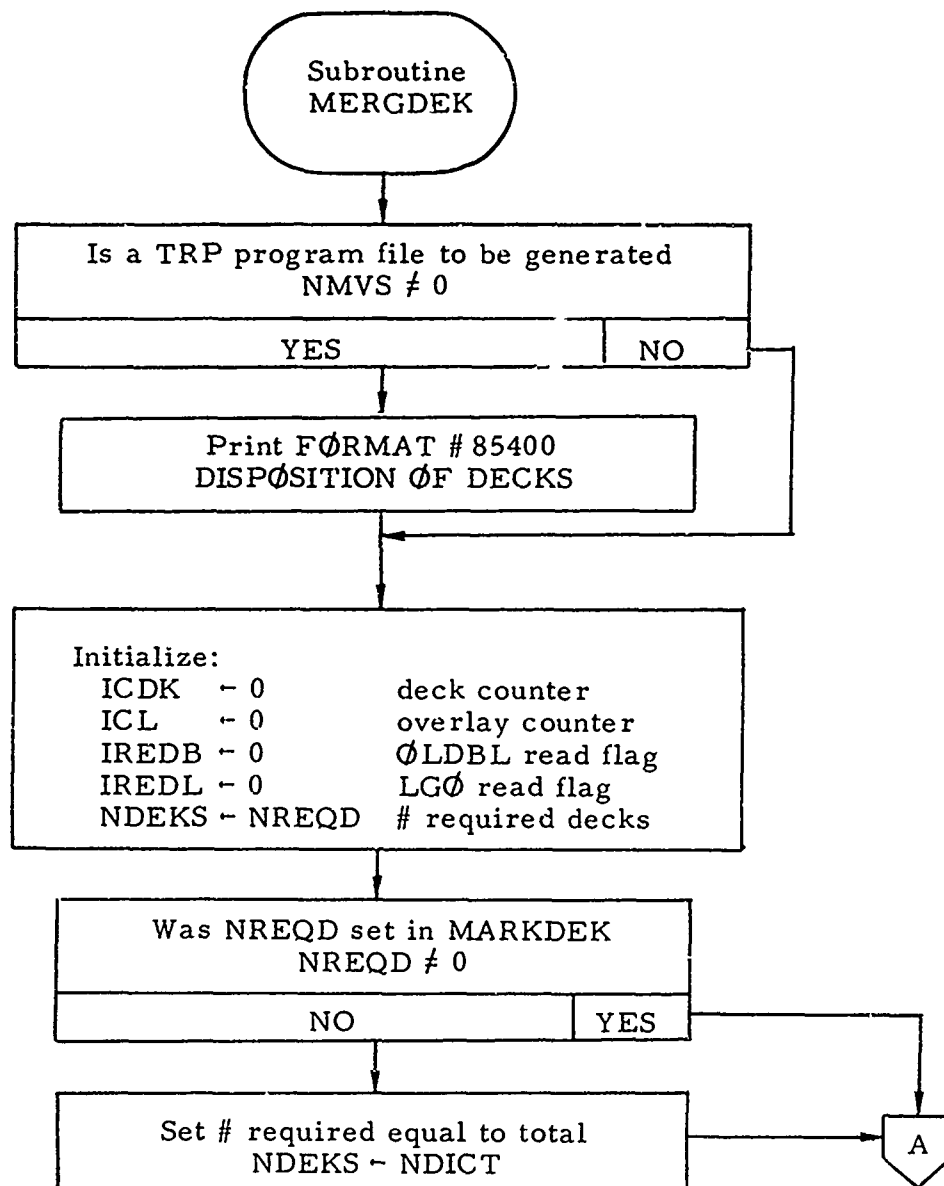 Subroutine
MERGDEK
Is a TRP program file to be generated
NMVS ≠ 0
YES NO
Print FØRMAT # 85400
DISPØSITION ØF DECKS
Initialize:
ICDK ← 0 deck counter
ICL ← 0 overlay counter
IREDB ← 0 ØLDBL read flag
IREDL ← 0 LGØ read flag
NDEKS ← NREQD # required decks
Was NREQD set in MARKDEK
NREQD ≠ 0
NO YES
Set # required equal to total
NDEKS ← NDICT
A